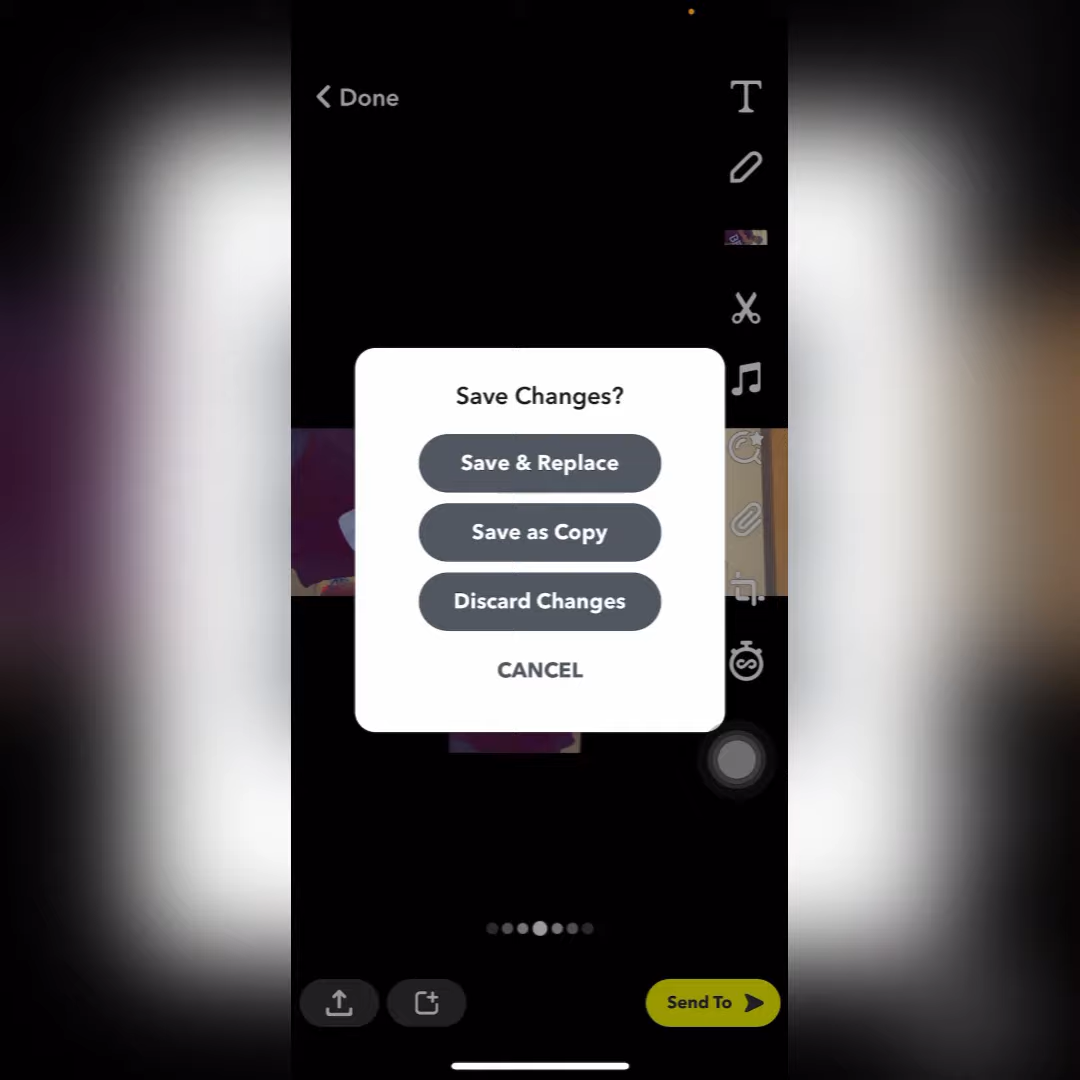 Done
T
Save Changes?
Save & Replace
Save as Copy
Discard Changes
CANCEL
Send To